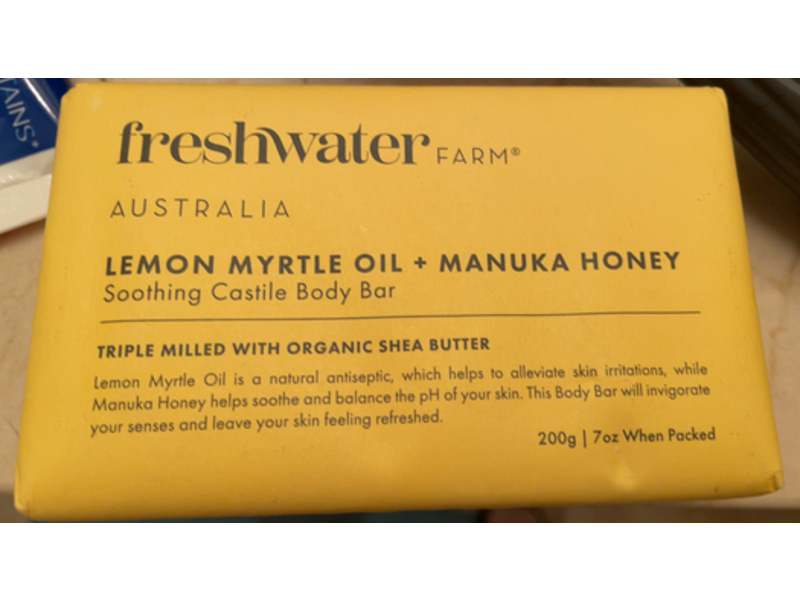 TAINS*
freshwater FARM®
AUSTRALIA
LEMON MYRTLE OIL + MANUKA HONEY
Soothing Castile Body Bar
TRIPLE MILLED WITH ORGANIC SHEA BUTTER
Lemon Myrtle Oil is a natural antiseptic, which helps to alleviate skin irritations, while
Manuka Honey helps soothe and balance the pH of your skin. This Body Bar will invigorate
your senses and leave your skin feeling refreshed.
200g | 7oz When Packed